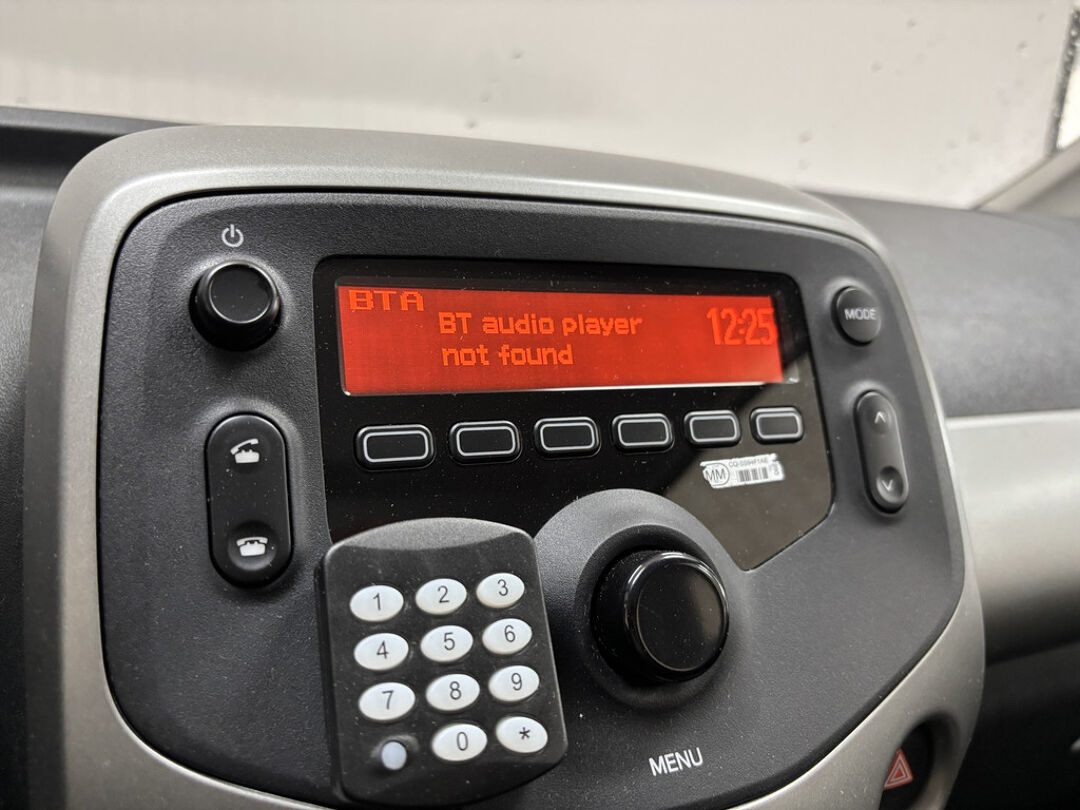 BTA
BT audio player
not found
12:25
MODE
MM
1 2 3
4 5 6
7 8 9
0 *
MENU